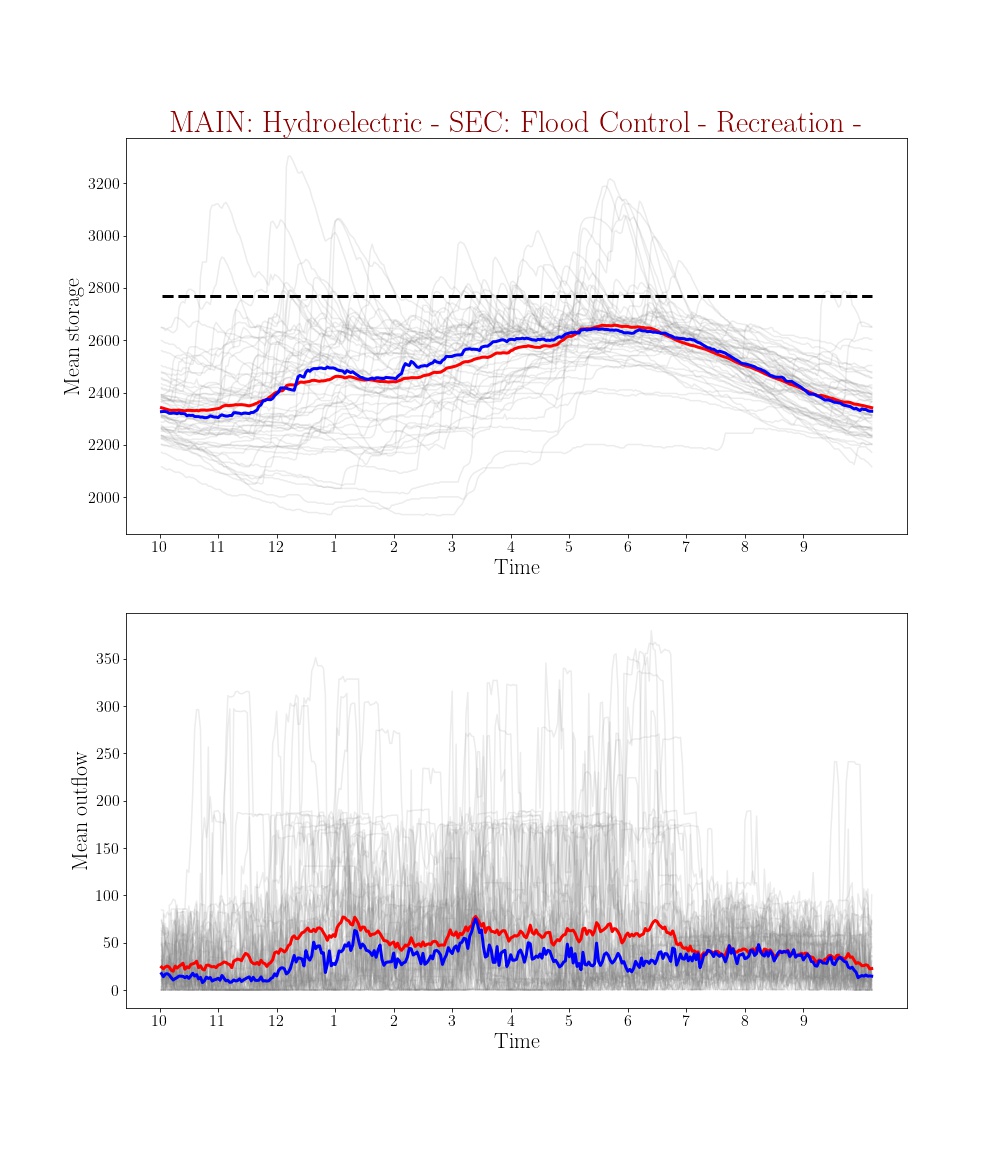 MAIN: Hydroelectric - SEC: Flood Control - Recreation -
Mean storage
3200
3000
2800
2600
2400
2200
2000
10 11 12 1 2 3 4 5 6 7 8 9
Time
Mean outflow
350
300
250
200
150
100
50
0
10 11 12 1 2 3 4 5 6 7 8 9
Time